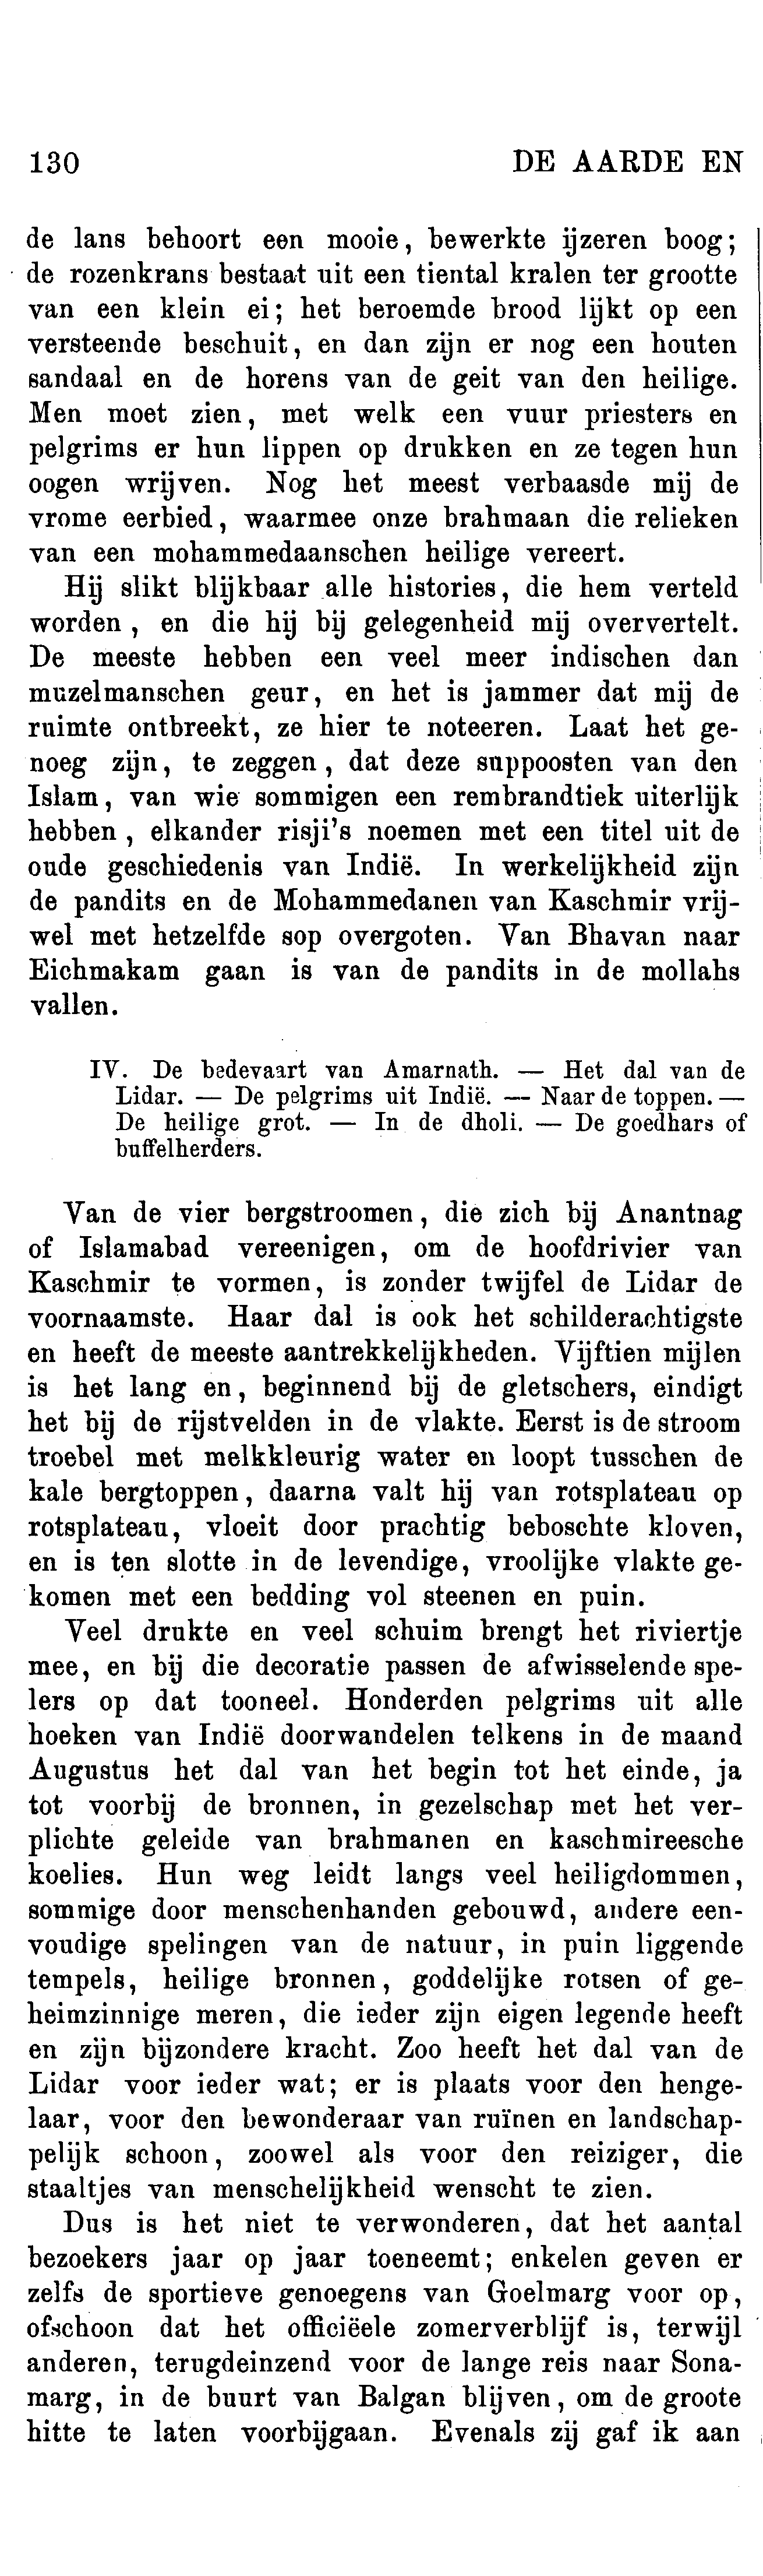 130 DE AARDE EN
de lans behoort een mooie, bewerkte ijzeren boog;
de rozenkrans bestaat uit een tiental kralen ter grootte
van een klein ei; het beroemde brood lijkt op een
versteende beschuit, en dan zijn er nog een houten
sandaal en de horens van de geit van den heilige.
Men moet zien, met welk een vuur priesters en
pelgrims er hun lippen op drukken en ze tegen hun
oogen wrijven. Nog het meest verbaasde mij de
vrome eerbied, waarmee onze brahmaan die relieken
van een mohammedaanschen heilige vereert.
Hij slikt blijkbaar alle histories, die hem verteld
worden, en die hij bij gelegenheid mij oververtelt.
De meeste hebben een veel meer indischen dan
muzelmanschen geur, en het is jammer dat mij de
ruimte ontbreekt, ze hier te noteeren. Laat het ge-
noeg zijn, te zeggen, dat deze suppoosten van den
Islam, van wie sommigen een rembrandtiek uiterlijk
hebben, elkander risji's noemen met een titel uit de
oude geschiedenis van Indië. In werkelijkheid zijn
de pandits en de Mohammedanen van Kaschmir vrij-
wel met hetzelfde sop overgoten. Van Bhavan naar
Eichmakam gaan is van de pandits in de mollahs
vallen.
IV. De bedevaart van Amarnath. — Het dal van de
Lidar. — De pelgrims uit Indië. — Naar de toppen. —
De heilige grot. — In de dholi. — De goedhars of
buffelherders.
Van de vier bergstroomen, die zich bij Anantnag
of Islamabad vereenigen, om de hoofdrivier van
Kaschmir te vormen, is zonder twijfel de Lidar de
voornaamste. Haar dal is ook het schilderachtigste
en heeft de meeste aantrekkelijkheden. Vijftien mijlen
is het lang en, beginnend bij de gletschers, eindigt
het bij de rijstvelden in de vlakte. Eerst is de stroom
troebel met melkkleurig water en loopt tusschen de
kale bergtoppen, daarna valt hij van rotsplateau op
rotsplateau, vloeit door prachtig beboschte kloven,
en is ten slotte in de levendige, vroolijke vlakte ge-
komen met een bedding vol steenen en puin.
Veel drukte en veel schuim brengt het riviertje
mee, en bij die decoratie passen de afwisselende spe-
lers op dat tooneel. Honderden pelgrims uit alle
hoeken van Indië doorwandelen telkens in de maand
Augustus het dal van het begin tot het einde, ja
tot voorbij de bronnen, in gezelschap met het ver-
plichte geleide van brahmanen en kaschmireesche
koelies. Hun weg leidt langs veel heiligdommen,
sommige door menschenhanden gebouwd, andere een-
voudige spelingen van de natuur, in puin liggende
tempels, heilige bronnen, goddelijke rotsen of ge-
heimzinnige meren, die ieder zijn eigen legende heeft
en zijn bijzondere kracht. Zoo heeft het dal van de
Lidar voor ieder wat; er is plaats voor den henge-
laar, voor den bewonderaar van ruïnen en landschap-
pelijk schoon, zoowel als voor den reiziger, die
staaltjes van menschelijkheid wenscht te zien.
Dus is het niet te verwonderen, dat het aantal
bezoekers jaar op jaar toeneemt; enkelen geven er
zelfs de sportieve genoegens van Goelmarg voor op,
ofschoon dat het officiëele zomerverblijf is, terwijl
anderen, terugdeinzend voor de lange reis naar Sona-
marg, in de buurt van Balgan blijven, om de groote
hitte te laten voorbijgaan. Evenals zij gaf ik aan